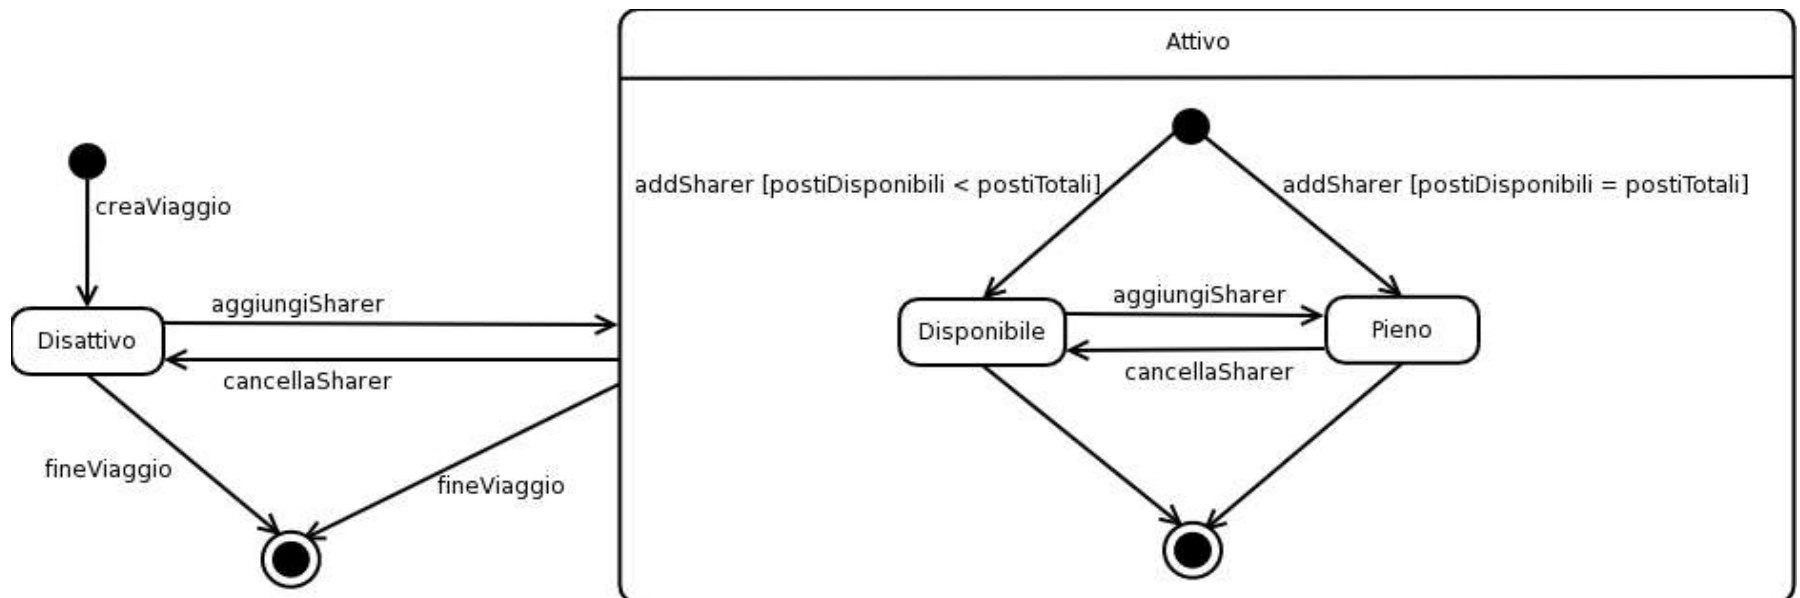 Attivo
creaViaggio
addSharer [postiDisponibili < postiTotali]
addSharer [postiDisponibili = postiTotali]
Disattivo
aggiungiSharer
cancellaSharer
fineViaggio
fineViaggio
Disponibile
aggiungiSharer
cancellaSharer
Pieno